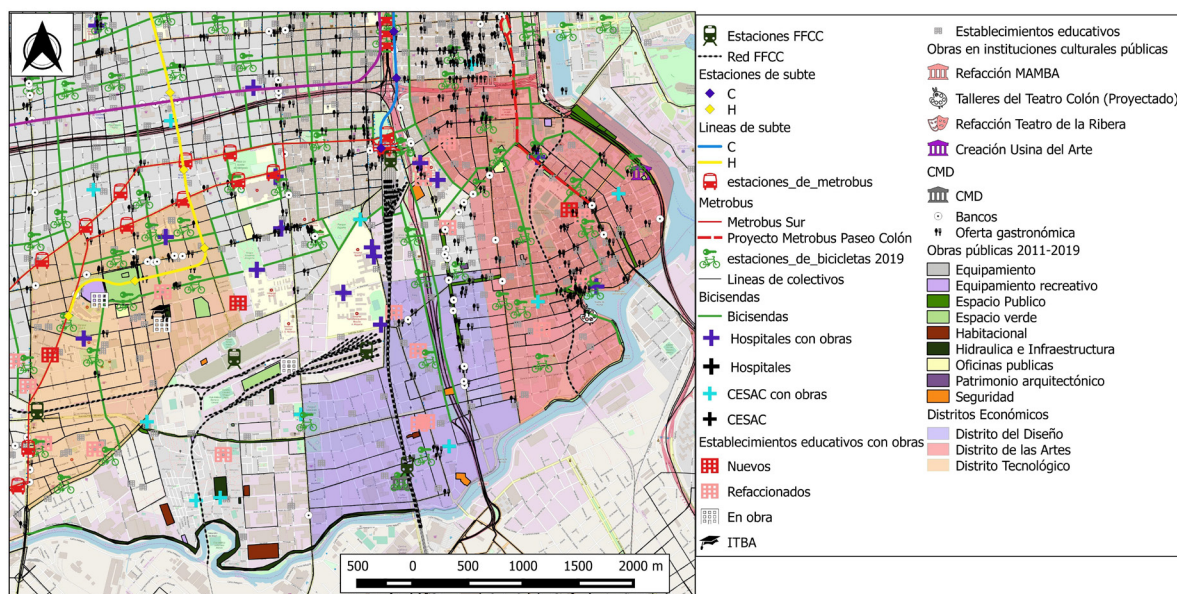 Estaciones FFCC
Red FFCC
Estaciones de subte
C
H
Lineas de subte
C
H
estaciones_de_metrobus
Metrobus
Metrobus Sur
Proyecto Metrobus Paseo Colón
estaciones_de_bicicletas 2019
Lineas de colectivos
Bicisendas
Bicisendas
Hospitales con obras
Hospitales
CESAC con obras
CESAC
Establecimientos educativos con obras
Nuevos
Refaccionados
En obra
ITBA
Establecimientos educativos
Obras en instituciones culturales públicas
Refacción MAMBA
Talleres del Teatro Colón (Proyectado)
Refacción Teatro de la Ribera
Creación Usina del Arte
CMD
CMD
Bancos
Oferta gastronómica
Obras públicas 2011-2019
Equipamiento
Equipamiento recreativo
Espacio Publico
Espacio verde
Habitacional
Hidraulica e Infraestructura
Oficinas publicas
Patrimonio arquitectónico
Seguridad
Distritos Económicos
Distrito del Diseño
Distrito de las Artes
Distrito Tecnológico
500 0 500 1000 1500 2000 m